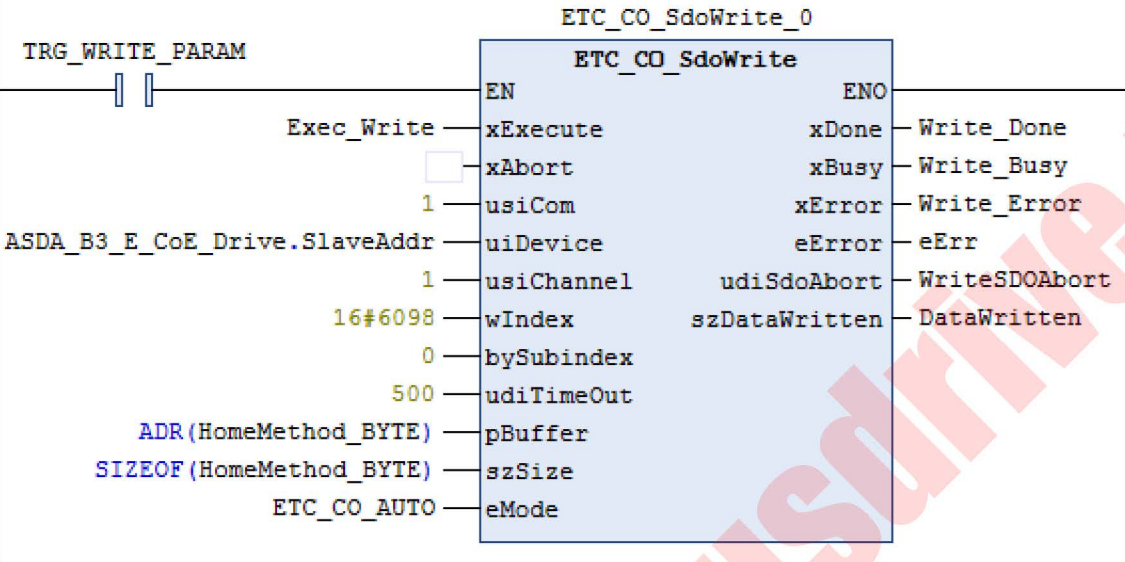 ETC_CO_SdoWrite_0
TRG_WRITE_PARAM
ETC_CO_SdoWrite
EN ENO
Exec_Write xExecute xDone Write_Done
xAbort xBusy Write_Busy
1 usiCom xError Write_Error
ASDA_B3_E_CoE_Drive.SlaveAddr uiDevice eError eErr
1 usiChannel udiSdoAbort WriteSDOAbort
16#6098 wIndex szDataWritten DataWritten
0 bySubindex
500 udiTimeOut
ADR(HomeMethod_BYTE) pBuffer
SIZEOF(HomeMethod_BYTE) szSize
ETC_CO_AUTO eMode
usdrive